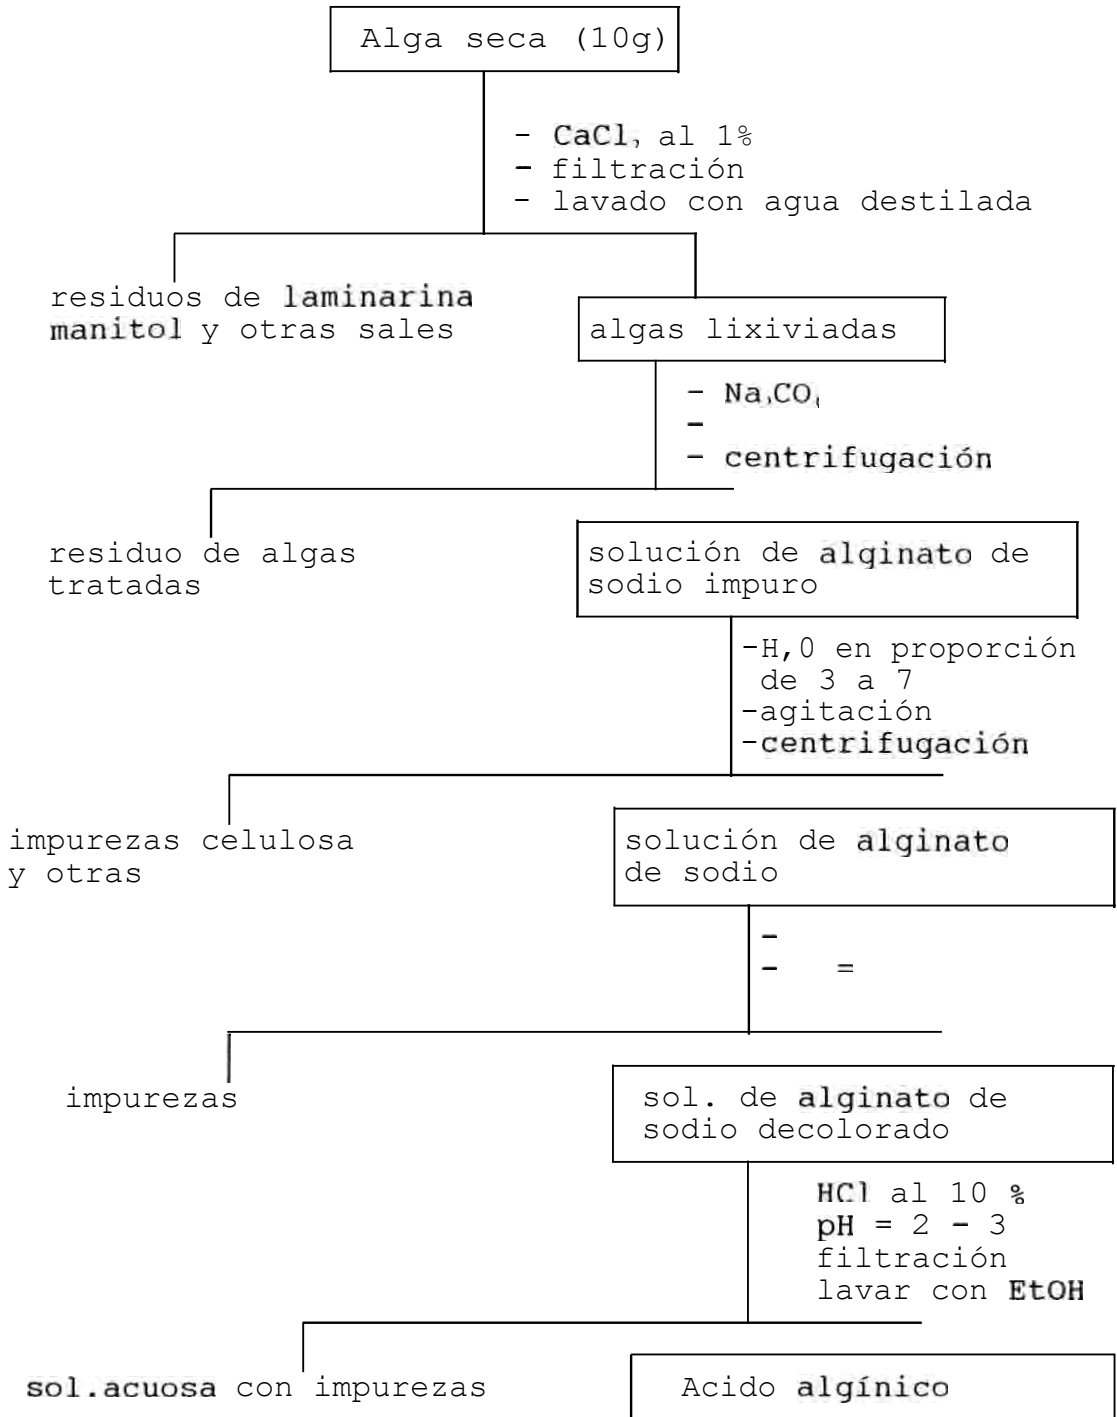 Alga seca (10g)
- CaCl, al 1%
- filtración
- lavado con agua destilada
residuos de laminarina
manitol y otras sales
algas lixiviadas
- Na,CO,
-
- centrifugación
residuo de algas
tratadas
solución de alginato de
sodio impuro
-H,0 en proporción
de 3 a 7
-agitación
-centrifugación
impurezas celulosa
y otras
solución de alginato
de sodio
-
- =
impurezas
sol. de alginato de
sodio decolorado
HCl al 10 %
pH = 2 - 3
filtración
lavar con EtOH
sol.acuosa con impurezas
Acido algínico